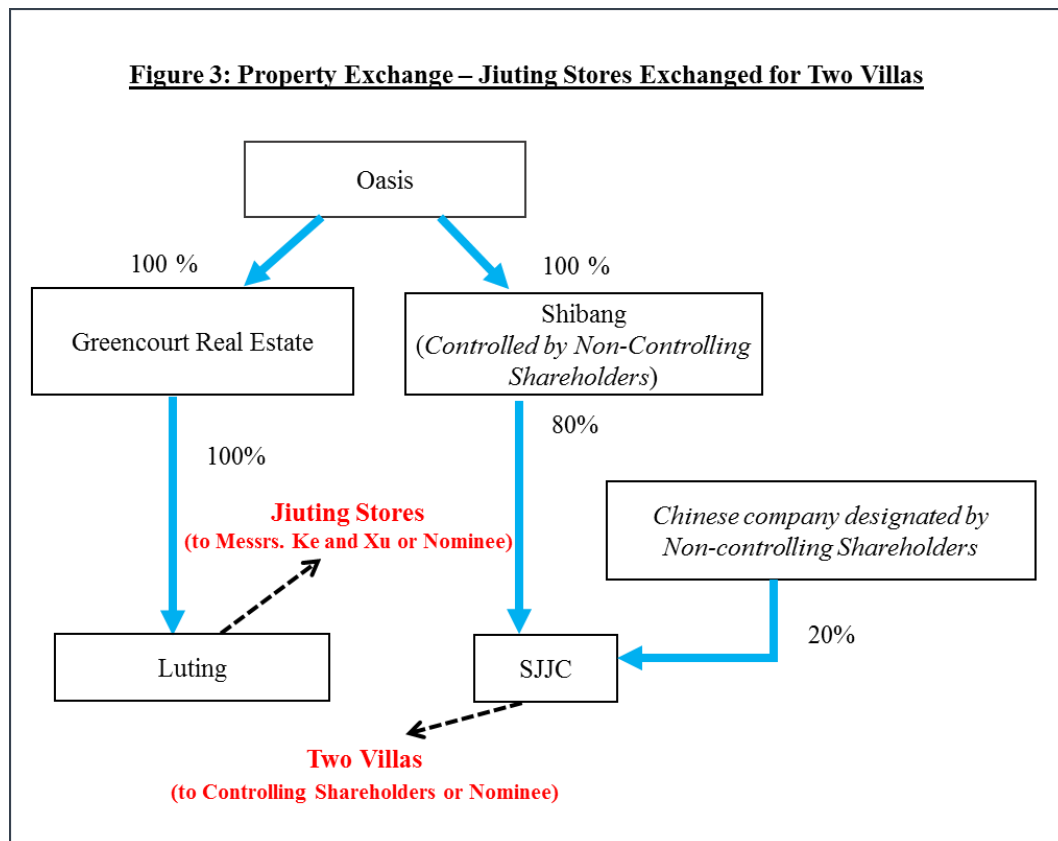 Figure 3: Property Exchange – Jiuting Stores Exchanged for Two Villas
Oasis
100 %
100 %
Greencourt Real Estate
Shibang
(Controlled by Non-Controlling
Shareholders)
100%
80%
Jiuting Stores
(to Messrs. Ke and Xu or Nominee)
Chinese company designated by
Non-controlling Shareholders
20%
Luting
SJJC
Two Villas
(to Controlling Shareholders or Nominee)